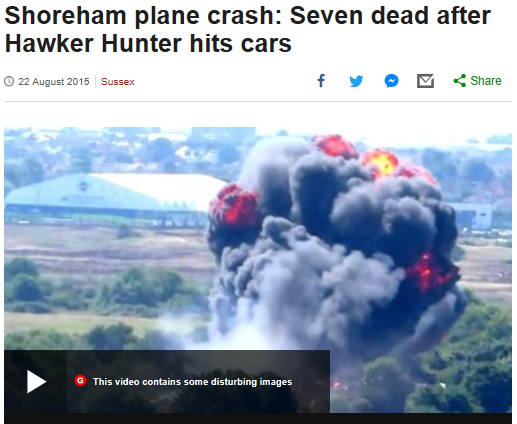 Shoreham plane crash: Seven dead after
Hawker Hunter hits cars
22 August 2015 Sussex
Share
G This video contains some disturbing images